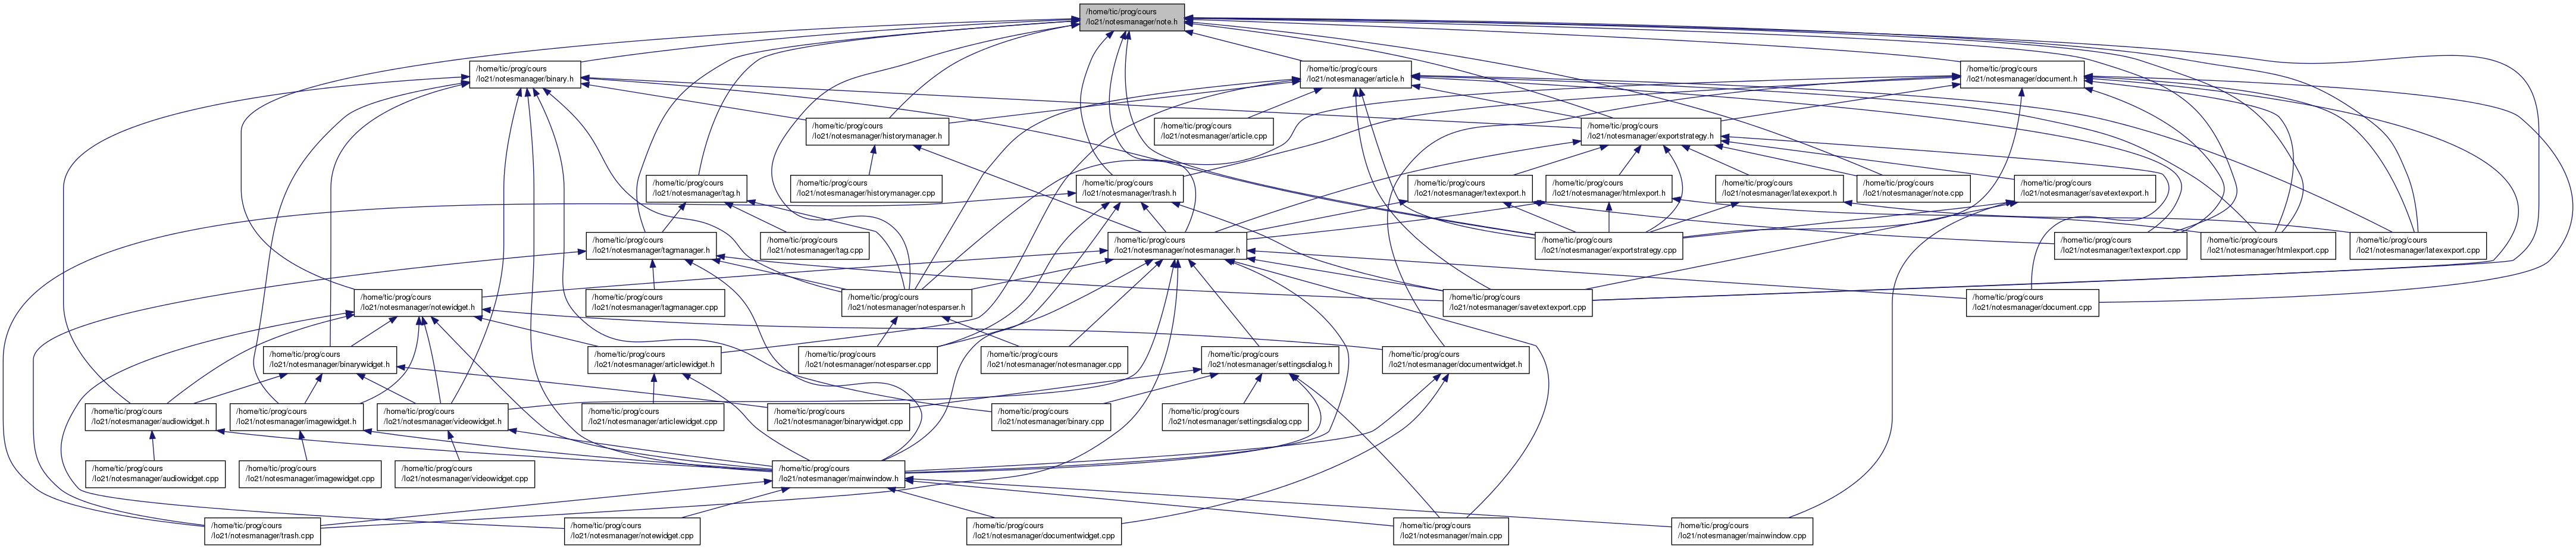 /home/tic/prog/cours
/lo21/notesmanager/note.h
/home/tic/prog/cours
/lo21/notesmanager/binary.h
/home/tic/prog/cours
/lo21/notesmanager/article.h
/home/tic/prog/cours
/lo21/notesmanager/document.h
/home/tic/prog/cours
/lo21/notesmanager/historymanager.h
/home/tic/prog/cours
/lo21/notesmanager/article.cpp
/home/tic/prog/cours
/lo21/notesmanager/exportstrategy.h
/home/tic/prog/cours
/lo21/notesmanager/tag.h
/home/tic/prog/cours
/lo21/notesmanager/historymanager.cpp
/home/tic/prog/cours
/lo21/notesmanager/trash.h
/home/tic/prog/cours
/lo21/notesmanager/textexport.h
/home/tic/prog/cours
/lo21/notesmanager/htmlexport.h
/home/tic/prog/cours
/lo21/notesmanager/latexexport.h
/home/tic/prog/cours
/lo21/notesmanager/note.cpp
/home/tic/prog/cours
/lo21/notesmanager/savetextexport.h
/home/tic/prog/cours
/lo21/notesmanager/tagmanager.h
/home/tic/prog/cours
/lo21/notesmanager/tag.cpp
/home/tic/prog/cours
/lo21/notesmanager/notesmanager.h
/home/tic/prog/cours
/lo21/notesmanager/exportstrategy.cpp
/home/tic/prog/cours
/lo21/notesmanager/textexport.cpp
/home/tic/prog/cours
/lo21/notesmanager/htmlexport.cpp
/home/tic/prog/cours
/lo21/notesmanager/latexexport.cpp
/home/tic/prog/cours
/lo21/notesmanager/notewidget.h
/home/tic/prog/cours
/lo21/notesmanager/tagmanager.cpp
/home/tic/prog/cours
/lo21/notesmanager/notesparser.h
/home/tic/prog/cours
/lo21/notesmanager/savetextexport.cpp
/home/tic/prog/cours
/lo21/notesmanager/document.cpp
/home/tic/prog/cours
/lo21/notesmanager/binarywidget.h
/home/tic/prog/cours
/lo21/notesmanager/articlewidget.h
/home/tic/prog/cours
/lo21/notesmanager/notesparser.cpp
/home/tic/prog/cours
/lo21/notesmanager/notesmanager.cpp
/home/tic/prog/cours
/lo21/notesmanager/settingsdialog.h
/home/tic/prog/cours
/lo21/notesmanager/documentwidget.h
/home/tic/prog/cours
/lo21/notesmanager/audiowidget.h
/home/tic/prog/cours
/lo21/notesmanager/imagewidget.h
/home/tic/prog/cours
/lo21/notesmanager/videowidget.h
/home/tic/prog/cours
/lo21/notesmanager/articlewidget.cpp
/home/tic/prog/cours
/lo21/notesmanager/binarywidget.cpp
/home/tic/prog/cours
/lo21/notesmanager/binary.cpp
/home/tic/prog/cours
/lo21/notesmanager/settingsdialog.cpp
/home/tic/prog/cours
/lo21/notesmanager/audiowidget.cpp
/home/tic/prog/cours
/lo21/notesmanager/imagewidget.cpp
/home/tic/prog/cours
/lo21/notesmanager/videowidget.cpp
/home/tic/prog/cours
/lo21/notesmanager/mainwindow.h
/home/tic/prog/cours
/lo21/notesmanager/trash.cpp
/home/tic/prog/cours
/lo21/notesmanager/notewidget.cpp
/home/tic/prog/cours
/lo21/notesmanager/documentwidget.cpp
/home/tic/prog/cours
/lo21/notesmanager/main.cpp
/home/tic/prog/cours
/lo21/notesmanager/mainwindow.cpp